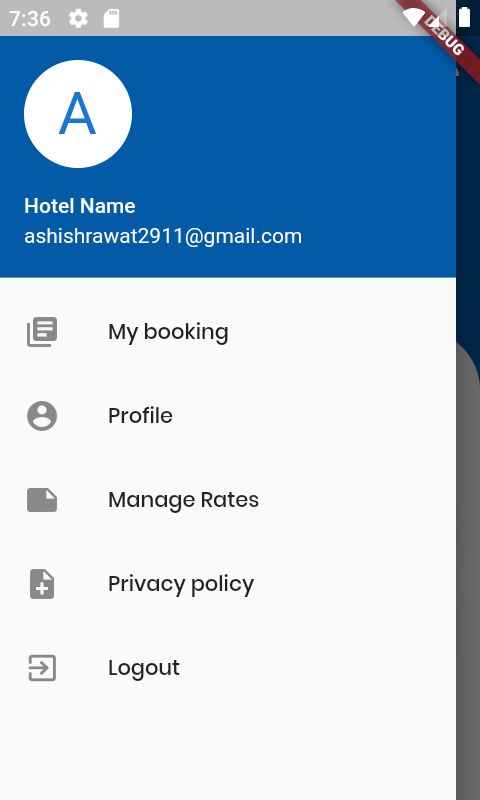 7:36
DEBUG
A
Hotel Name
ashishrawat2911@gmail.com
My booking
Profile
Manage Rates
Privacy policy
Logout